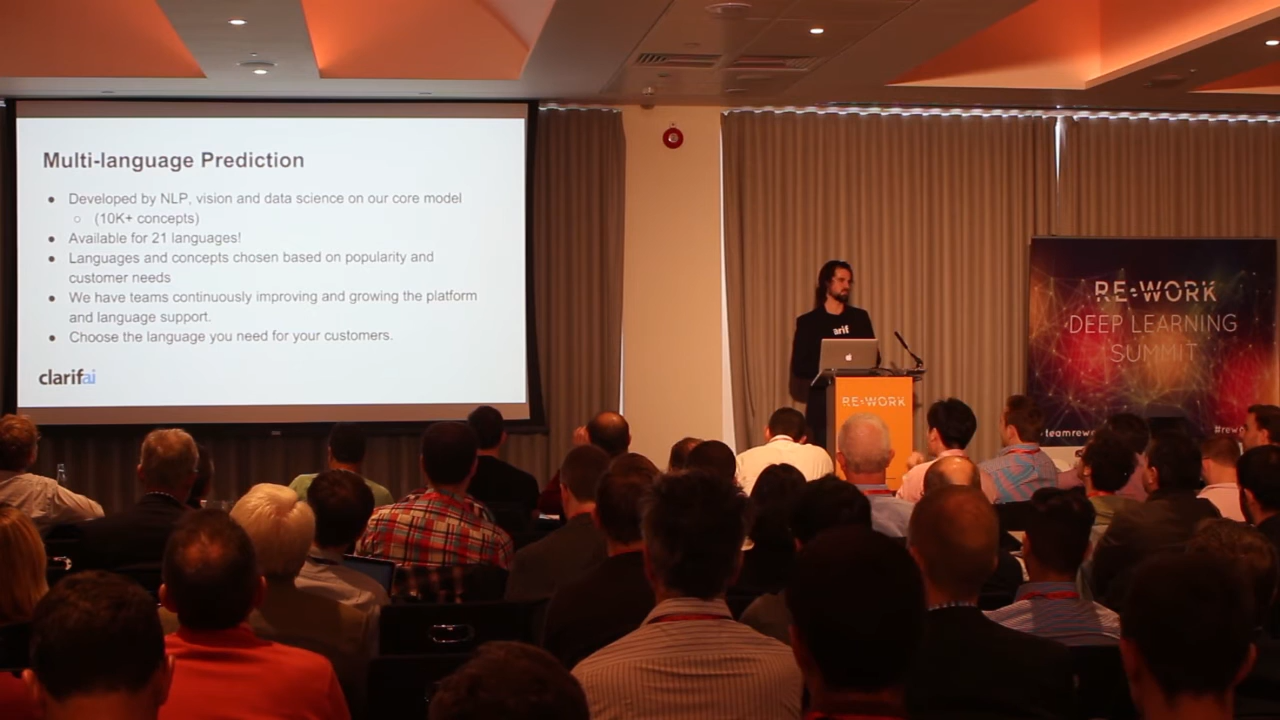 Multi-language Prediction
● Developed by NLP, vision and data science on our core model
○ (10K+ concepts)
● Available for 21 languages!
● Languages and concepts chosen based on popularity and
customer needs
● We have teams continuously improving and growing the platform
and language support.
● Choose the language you need for your customers.
clarifai
arif
RE•WORK
RE•WORK
DEEP LEARNING
SUMMIT